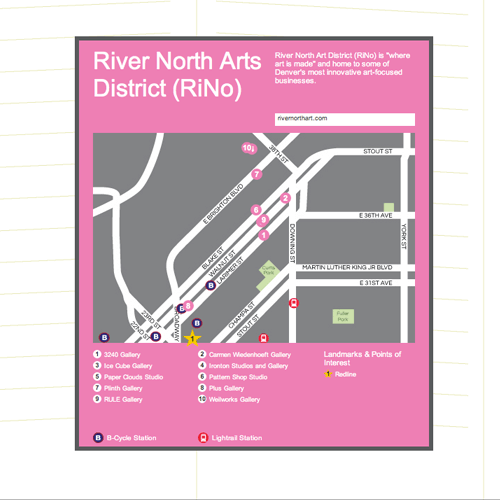 River North Arts
District (RiNo)
River North Art District (RiNo) is "where
art is made" and home to some of
Denver's most innovative art-focused
businesses.
rivernorthart.com
10
38TH ST
STOUT ST
7
E BRIGHTON BLVD
2
6
9
E 36TH AVE
1
DOWNING ST
YORK ST
BLAKE ST
WALNUT ST
LARIMER ST
MARTIN LUTHER KING JR BLVD
E 31ST AVE
B
8
BROADWAY
CHAMPA ST
STOUT ST
Fuller
Park
23RD ST
22ND ST
B
B
B
1
1 3240 Gallery
3 Ice Cube Gallery
5 Paper Clouds Studio
7 Plinth Gallery
9 RULE Gallery
2 Carmen Wiedenhoeft Gallery
4 Ironton Studios and Gallery
6 Pattern Shop Studio
8 Plus Gallery
10 Weilworks Gallery
Landmarks & Points of
Interest
1 Redline
B B-Cycle Station
Lightrail Station